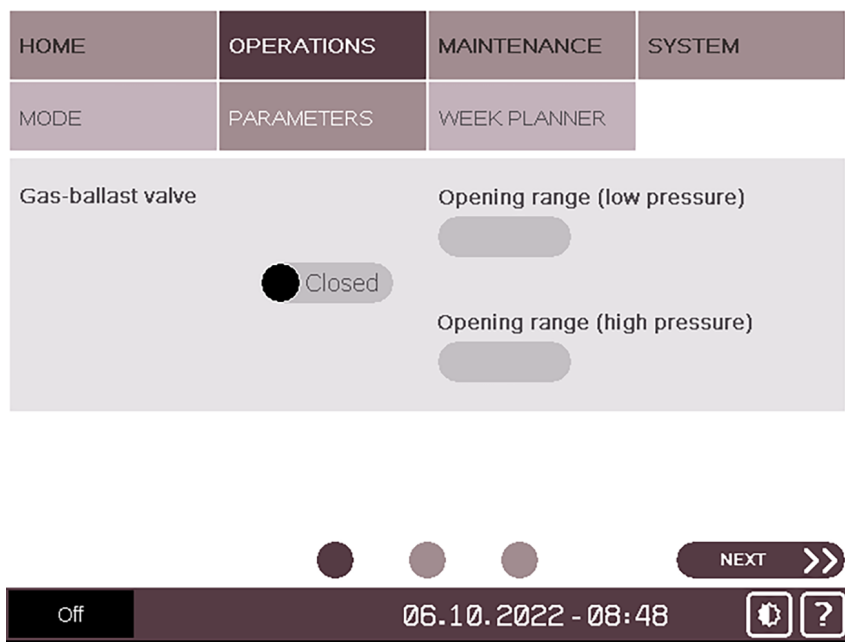 HOME OPERATIONS MAINTENANCE SYSTEM
MODE PARAMETERS WEEK PLANNER
Gas-ballast valve
Closed
Opening range (low pressure)
Opening range (high pressure)
NEXT
Off 06.10.2022 - 08:48 ?